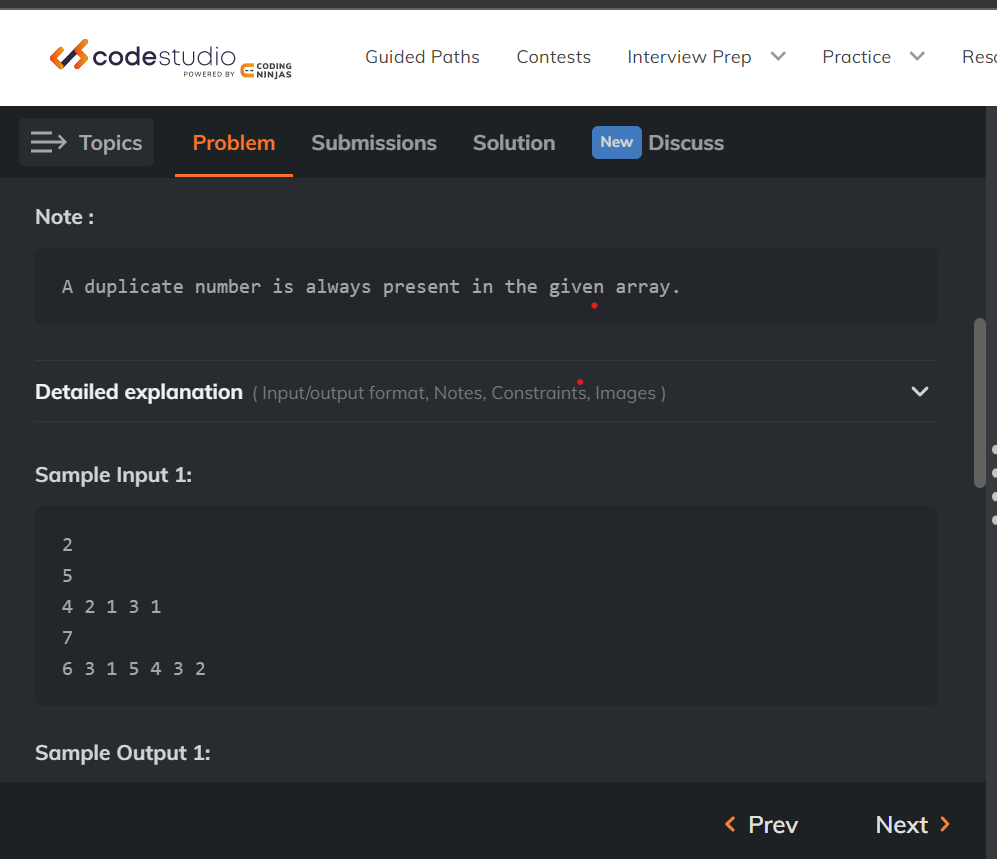 codestudio
POWERED BY CODING NINJAS
Guided Paths Contests Interview Prep Practice
Topics Problem Submissions Solution New Discuss
Note :
A duplicate number is always present in the given array.
Detailed explanation ( Input/output format, Notes, Constraints, Images )
Sample Input 1:
2
5
4 2 1 3 1
7
6 3 1 5 4 3 2
Sample Output 1:
Prev Next